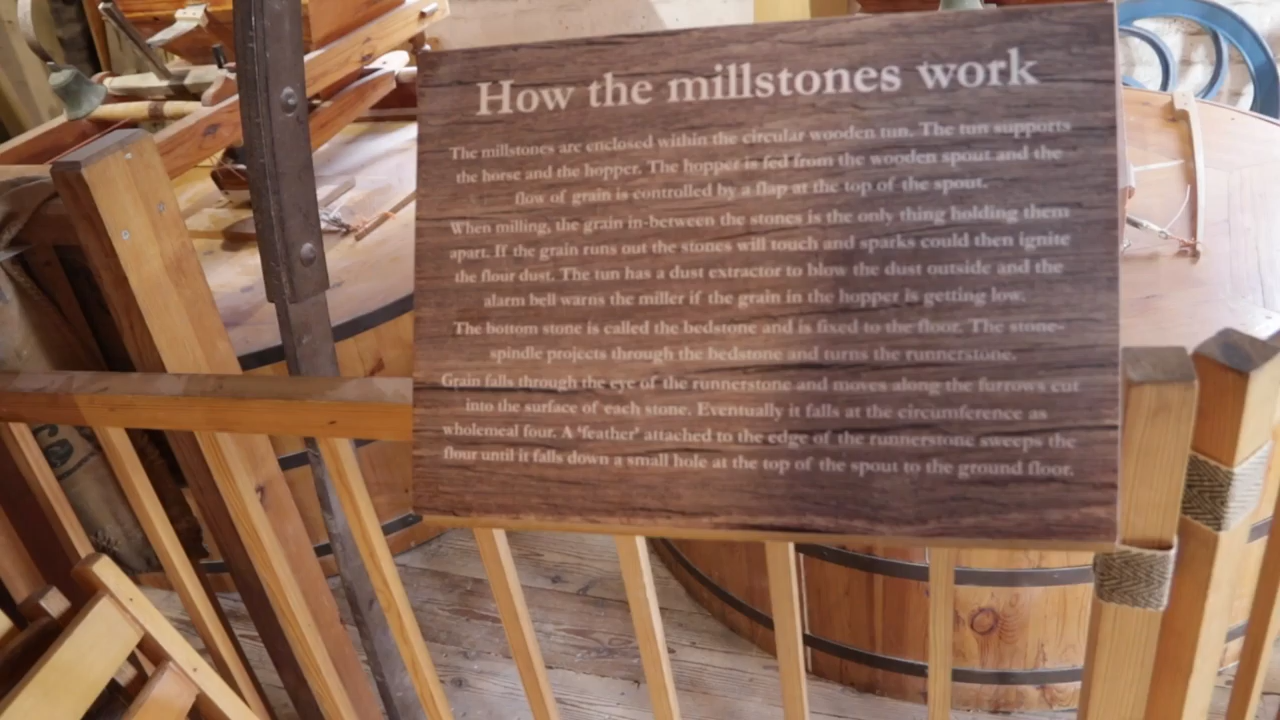 How the millstones work
The millstones are enclosed within the circular wooden tun. The tun supports
the horse and the hopper. The hopper is fed from the wooden spout and the
flow of grain is controlled by a flap at the top of the spout.
When milling, the grain in-between the stones is the only thing holding them
apart. If the grain runs out the stones will touch and sparks could then ignite
the flour dust. The tun has a dust extractor to blow the dust outside and the
alarm bell warns the miller if the grain in the hopper is getting low.
The bottom stone is called the bedstone and is fixed to the floor. The stone-
spindle projects through the bedstone and turns the runnerstone.
Grain falls through the eye of the runnerstone and moves along the furrows cut
into the surface of each stone. Eventually it falls at the circumference as
wholemeal four. A 'feather' attached to the edge of the runnerstone sweeps the
flour until it falls down a small hole at the top of the spout to the ground floor.